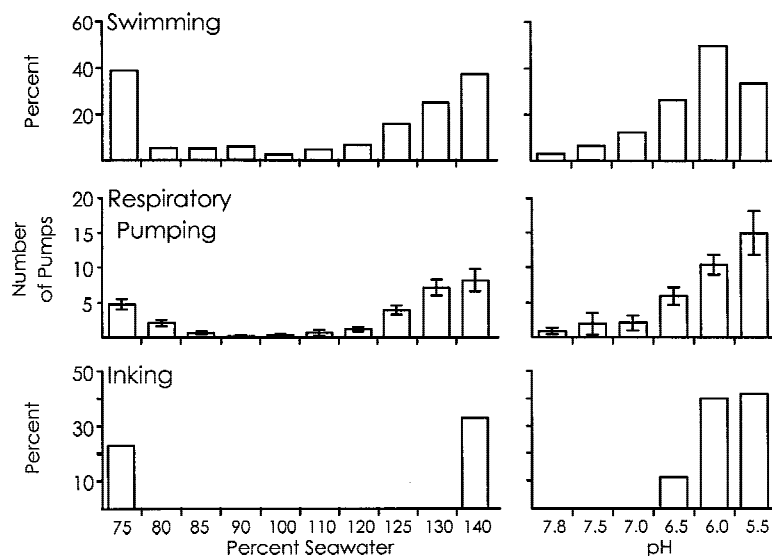 Swimming
Percent
60
40
20
Respiratory
Pumping
Number
of Pumps
20
15
10
5
Inking
Percent
50
30
10
75 80 85 90 100 110 120 125 130 140
Percent Seawater
7.8 7.5 7.0 6.5 6.0 5.5
pH